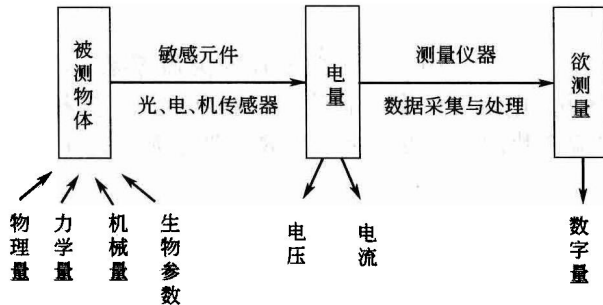 被测物体
敏感元件
光、电、机传感器
电量
测量仪器
数据采集与处理
欲测量
物理量
力学量
机械量
生物参数
电压
电流
数字量